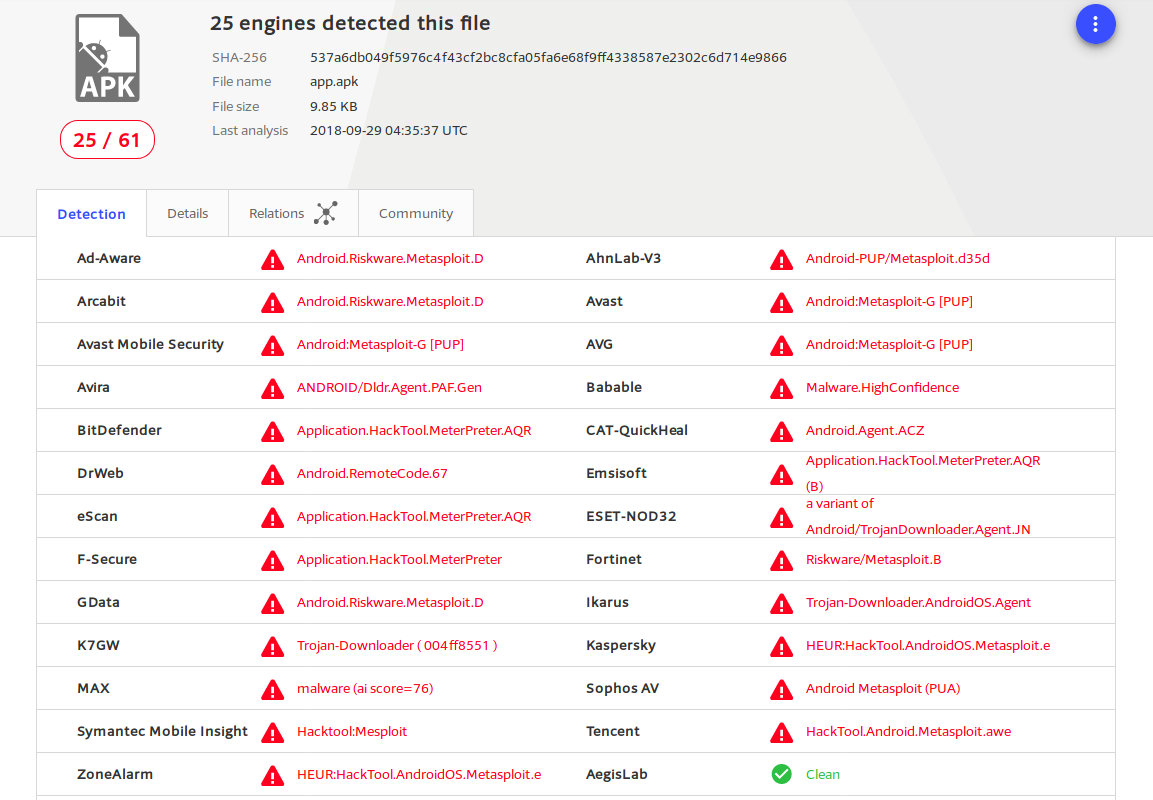 25 engines detected this file
SHA-256 537a6db049f5976c4f43cf2bc8cfa05fa6e68f9ff4338587e2302c6d714e9866
File name app.apk
File size 9.85 KB
Last analysis 2018-09-29 04:35:37 UTC
APK
25 / 61
Detection Details Relations Community
Ad-Aware Android.Riskware.Metasploit.D AhnLab-V3 Android-PUP/Metasploit.d35d
Arcabit Android.Riskware.Metasploit.D Avast Android:Metasploit-G [PUP]
Avast Mobile Security Android:Metasploit-G [PUP] AVG Android:Metasploit-G [PUP]
Avira ANDROID/Dldr.Agent.PAF.Gen Babable Malware.HighConfidence
BitDefender Application.HackTool.MeterPreter.AQR CAT-QuickHeal Android.Agent.ACZ
DrWeb Android.RemoteCode.67 Emsisoft Application.HackTool.MeterPreter.AQR
(B)
eScan Application.HackTool.MeterPreter.AQR ESET-NOD32 a variant of
Android/TrojanDownloader.Agent.JN
F-Secure Application.HackTool.MeterPreter Fortinet Riskware/Metasploit.B
GData Android.Riskware.Metasploit.D Ikarus Trojan-Downloader.AndroidOS.Agent
K7GW Trojan-Downloader ( 004ff8551 ) Kaspersky HEUR:HackTool.AndroidOS.Metasploit.e
MAX malware (ai score=76) Sophos AV Android Metasploit (PUA)
Symantec Mobile Insight Hacktool:Mesploit Tencent HackTool.Android.Metasploit.awe
ZoneAlarm HEUR:HackTool.AndroidOS.Metasploit.e AegisLab Clean